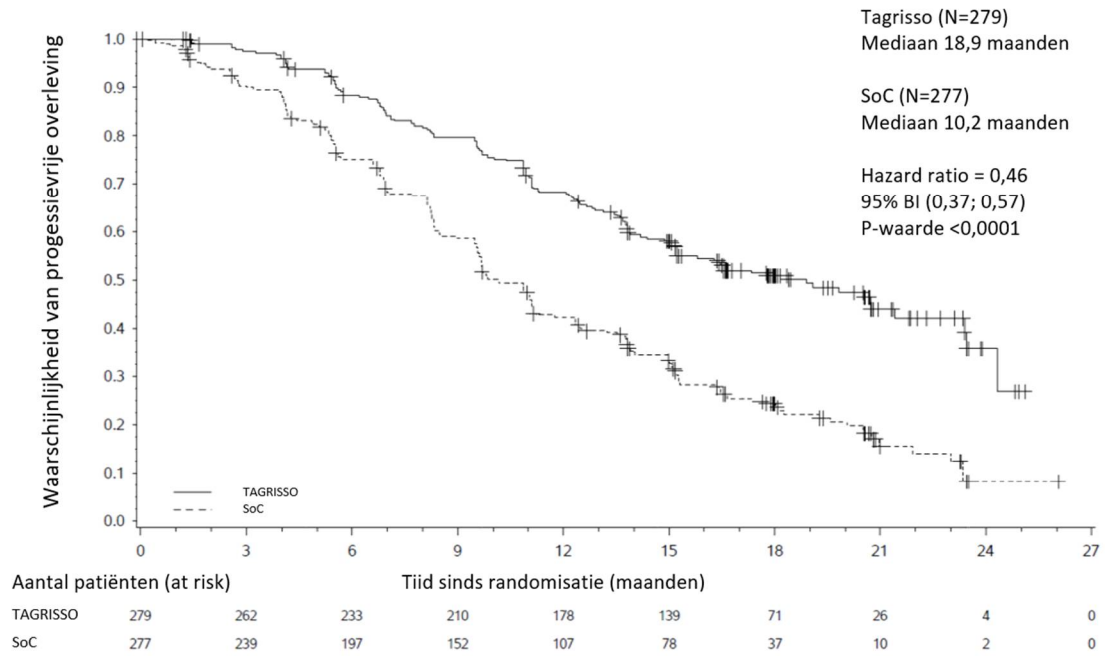 Tagrisso (N=279)
Mediaan 18,9 maanden
SoC (N=277)
Mediaan 10,2 maanden
Hazard ratio = 0,46
95% BI (0,37; 0,57)
P-waarde <0,0001
Waarschijnlijkheid van progessievrije overleving
1.0
0.9
0.8
0.7
0.6
0.5
0.4
0.3
0.2
0.1
0.0
TAGRISSO
SoC
0 3 6 9 12 15 18 21 24 27
Aantal patiënten (at risk) Tiid sinds randomisatie (maanden)
TAGRISSO 279 262 233 210 178 139 71 26 4 0
SoC 277 239 197 152 107 78 37 10 2 0